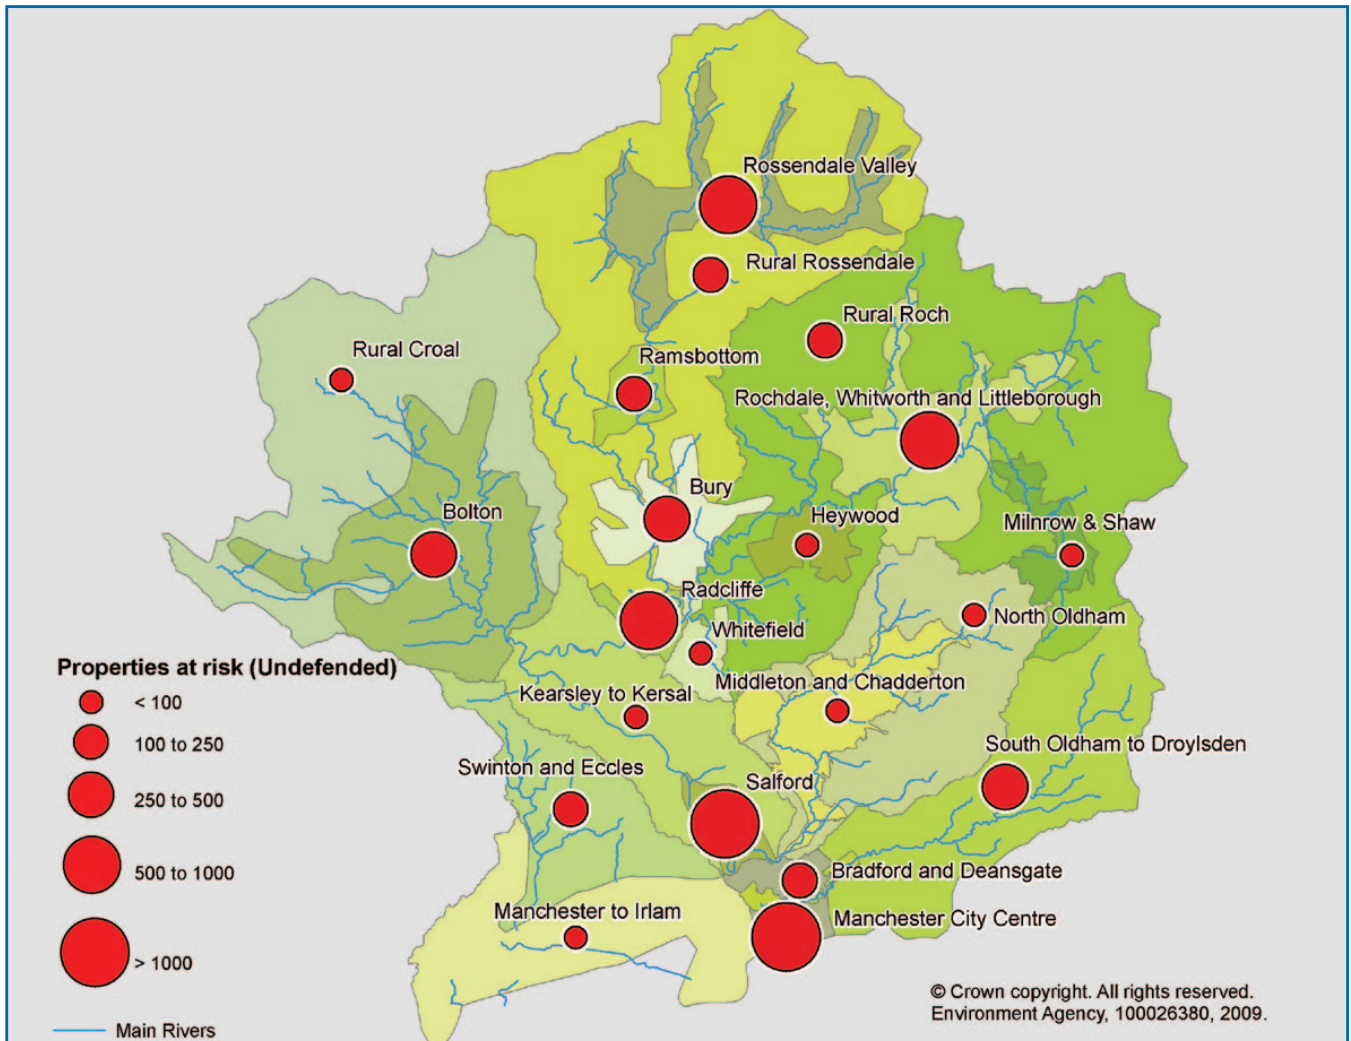 Rossendale Valley
Rural Rossendale
Rural Roch
Rural Croal
Ramsbottom
Rochdale, Whitworth and Littleborough
Bury
Bolton
Heywood
Milnrow & Shaw
Radcliffe
North Oldham
Whitefield
Properties at risk (Undefended)
< 100
100 to 250
250 to 500
500 to 1000
> 1000
Main Rivers
Middleton and Chadderton
Kearsley to Kersal
South Oldham to Droylsden
Swinton and Eccles
Salford
Bradford and Deansgate
Manchester to Irlam
Manchester City Centre
© Crown copyright. All rights reserved.
Environment Agency, 100026380, 2009.